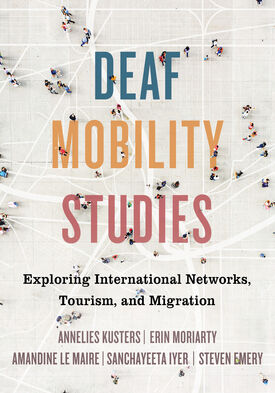 DEAF
MOBILITY
STUDIES
Exploring International Networks,
Tourism, and Migration
ANNELIES KUSTERS | ERIN MORIARTY
AMANDINE LE MAIRE | SANCHAYEETA IYER | STEVEN EMERY